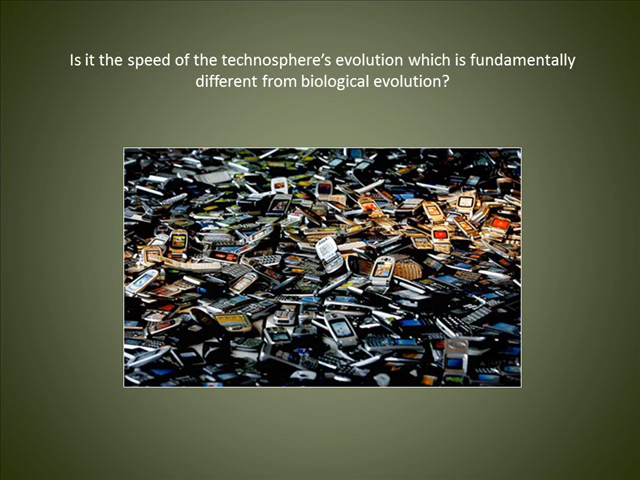 Is it the speed of the technosphere’s evolution which is fundamentally
different from biological evolution?